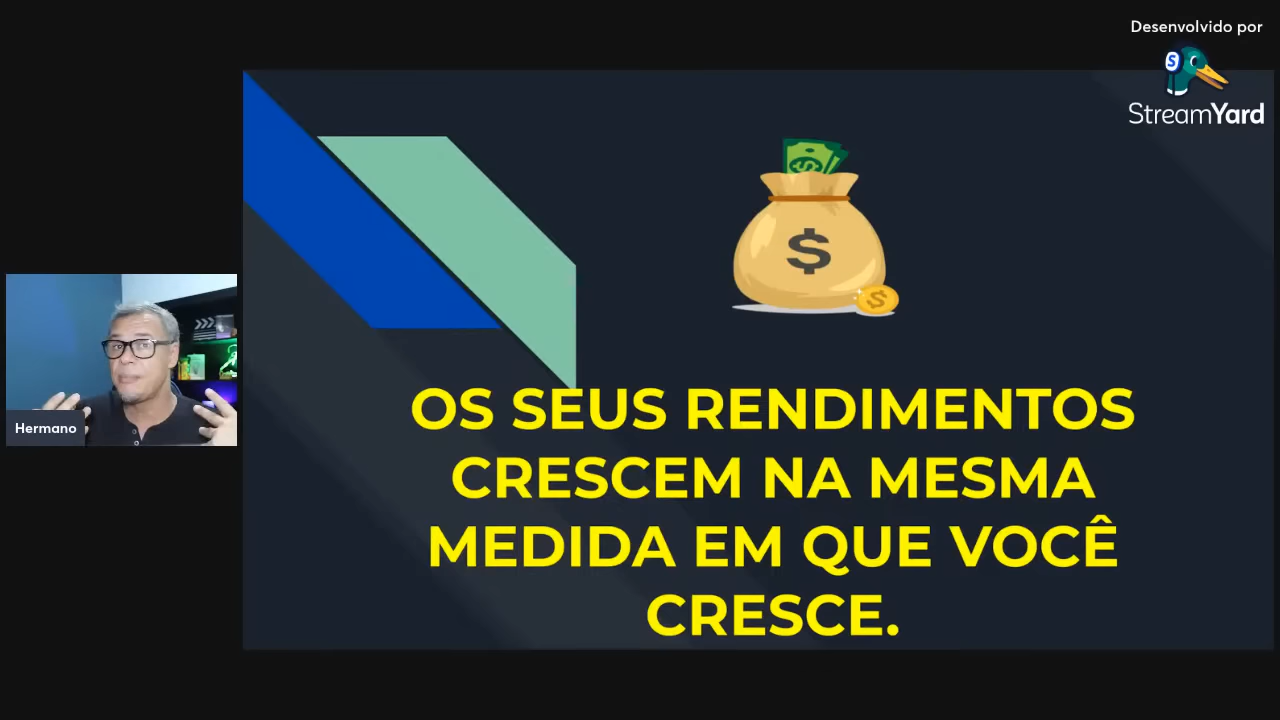 Desenvolvido por
S
StreamYard
$
$
OS SEUS RENDIMENTOS
CRESCEM NA MESMA
MEDIDA EM QUE VOCÊ
CRESCE.
Hermano